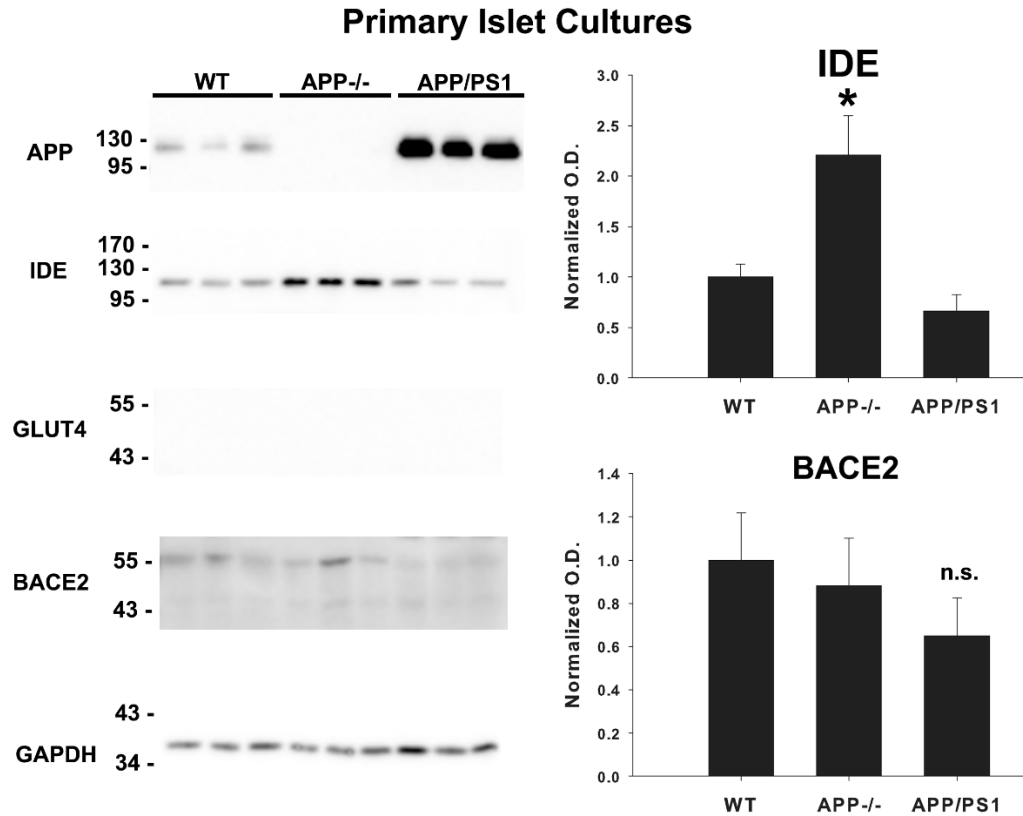 Primary Islet Cultures
WT APP-/- APP/PS1
APP
130 -
95 -
IDE
170 -
130 -
95 -
GLUT4
55 -
43 -
BACE2
55 -
43 -
GAPDH
43 -
34 -
IDE
*
Normalized O.D.
3.0
2.5
2.0
1.5
1.0
0.5
0.0
WT APP-/- APP/PS1
BACE2
n.s.
Normalized O.D.
1.4
1.2
1.0
0.8
0.6
0.4
0.2
0.0
WT APP-/- APP/PS1